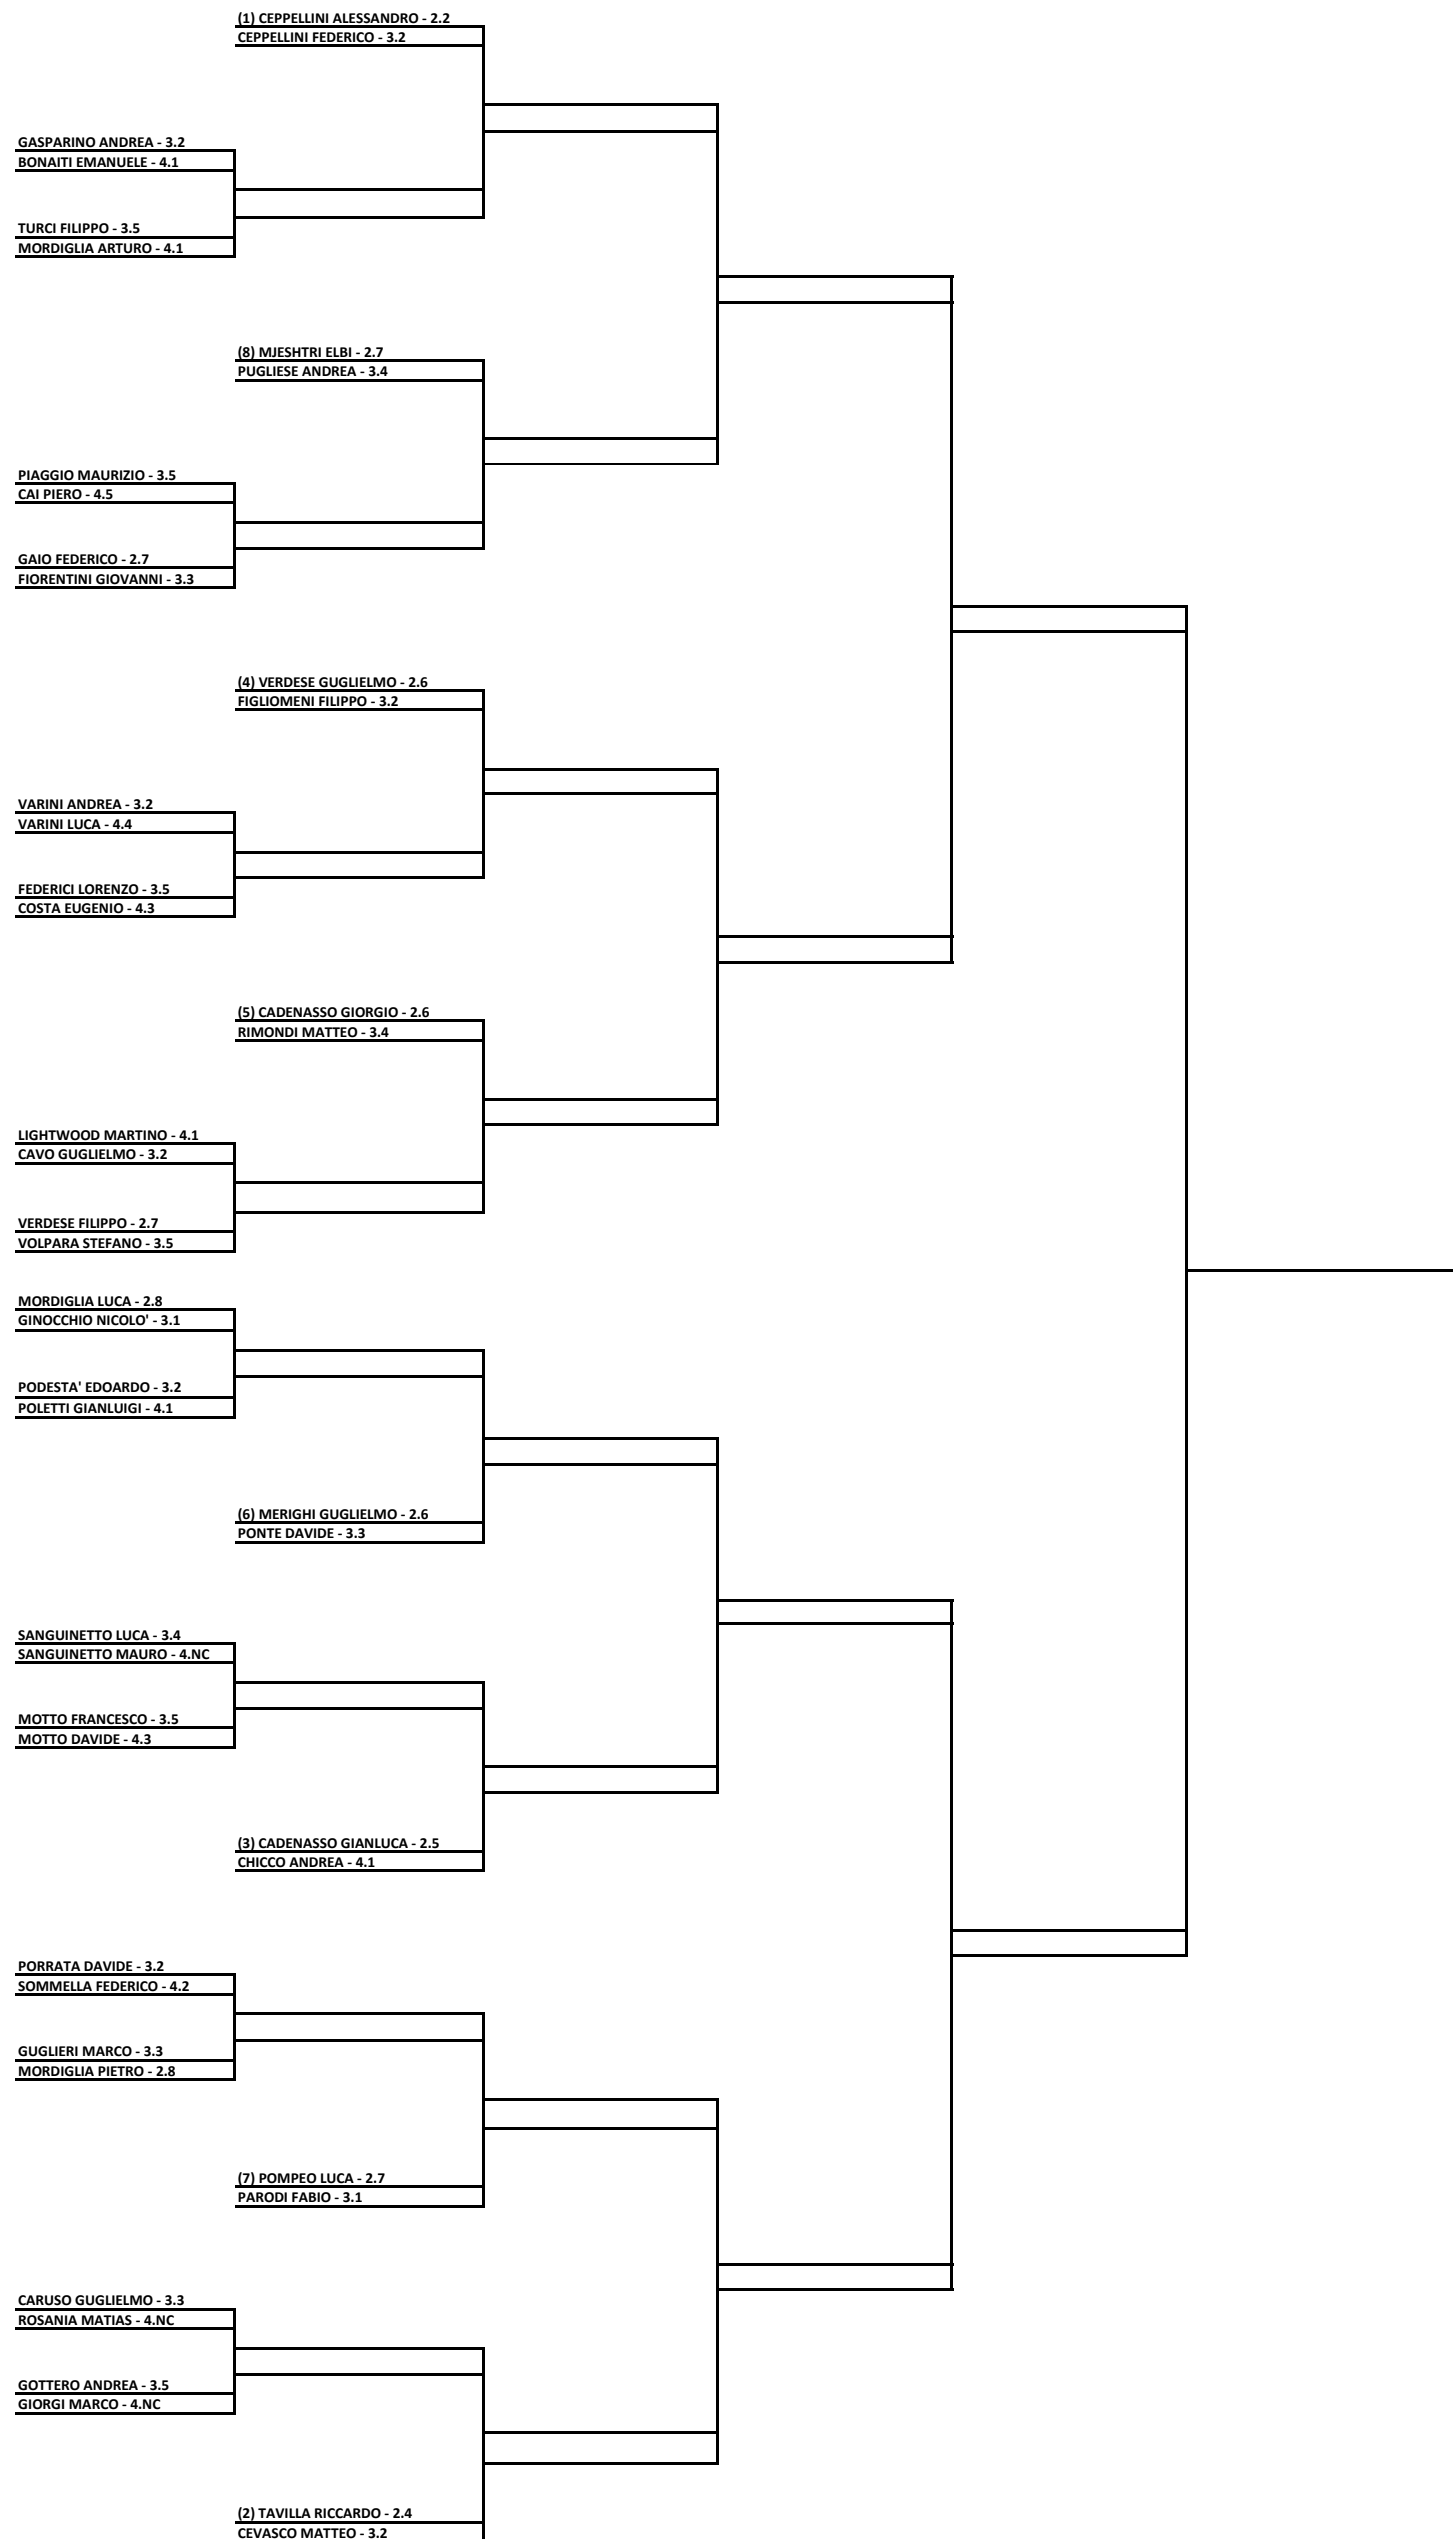 (1) CEPPELLINI ALESSANDRO - 2.2
CEPPELLINI FEDERICO - 3.2
GASPARINO ANDREA - 3.2
BONAITI EMANUELE - 4.1
TURCI FILIPPO - 3.5
MORDIGLIA ARTURO - 4.1
(8) MJESHTRI ELBI - 2.7
PUGLIESE ANDREA - 3.4
PIAGGIO MAURIZIO - 3.5
CAI PIERO - 4.5
GAIO FEDERICO - 2.7
FIORENTINI GIOVANNI - 3.3
(4) VERDESE GUGLIELMO - 2.6
FIGLIOMENI FILIPPO - 3.2
VARINI ANDREA - 3.2
VARINI LUCA - 4.4
FEDERICI LORENZO - 3.5
COSTA EUGENIO - 4.3
(5) CADENASSO GIORGIO - 2.6
RIMONDI MATTEO - 3.4
LIGHTWOOD MARTINO - 4.1
CAVO GUGLIELMO - 3.2
VERDESE FILIPPO - 2.7
VOLPARA STEFANO - 3.5
MORDIGLIA LUCA - 2.8
GINOCCHIO NICOLO' - 3.1
PODESTA' EDOARDO - 3.2
POLETTI GIANLUIGI - 4.1
(6) MERIGHI GUGLIELMO - 2.6
PONTE DAVIDE - 3.3
SANGUINETTO LUCA - 3.4
SANGUINETTO MAURO - 4.NC
MOTTO FRANCESCO - 3.5
MOTTO DAVIDE - 4.3
(3) CADENASSO GIANLUCA - 2.5
CHICCO ANDREA - 4.1
PORRATA DAVIDE - 3.2
SOMMELLA FEDERICO - 4.2
GUGLIERI MARCO - 3.3
MORDIGLIA PIETRO - 2.8
(7) POMPEO LUCA - 2.7
PARODI FABIO - 3.1
CARUSO GUGLIELMO - 3.3
ROSANIA MATIAS - 4.NC
GOTTERO ANDREA - 3.5
GIORGI MARCO - 4.NC
(2) TAVILLA RICCARDO - 2.4
CEVASCO MATTEO - 3.2